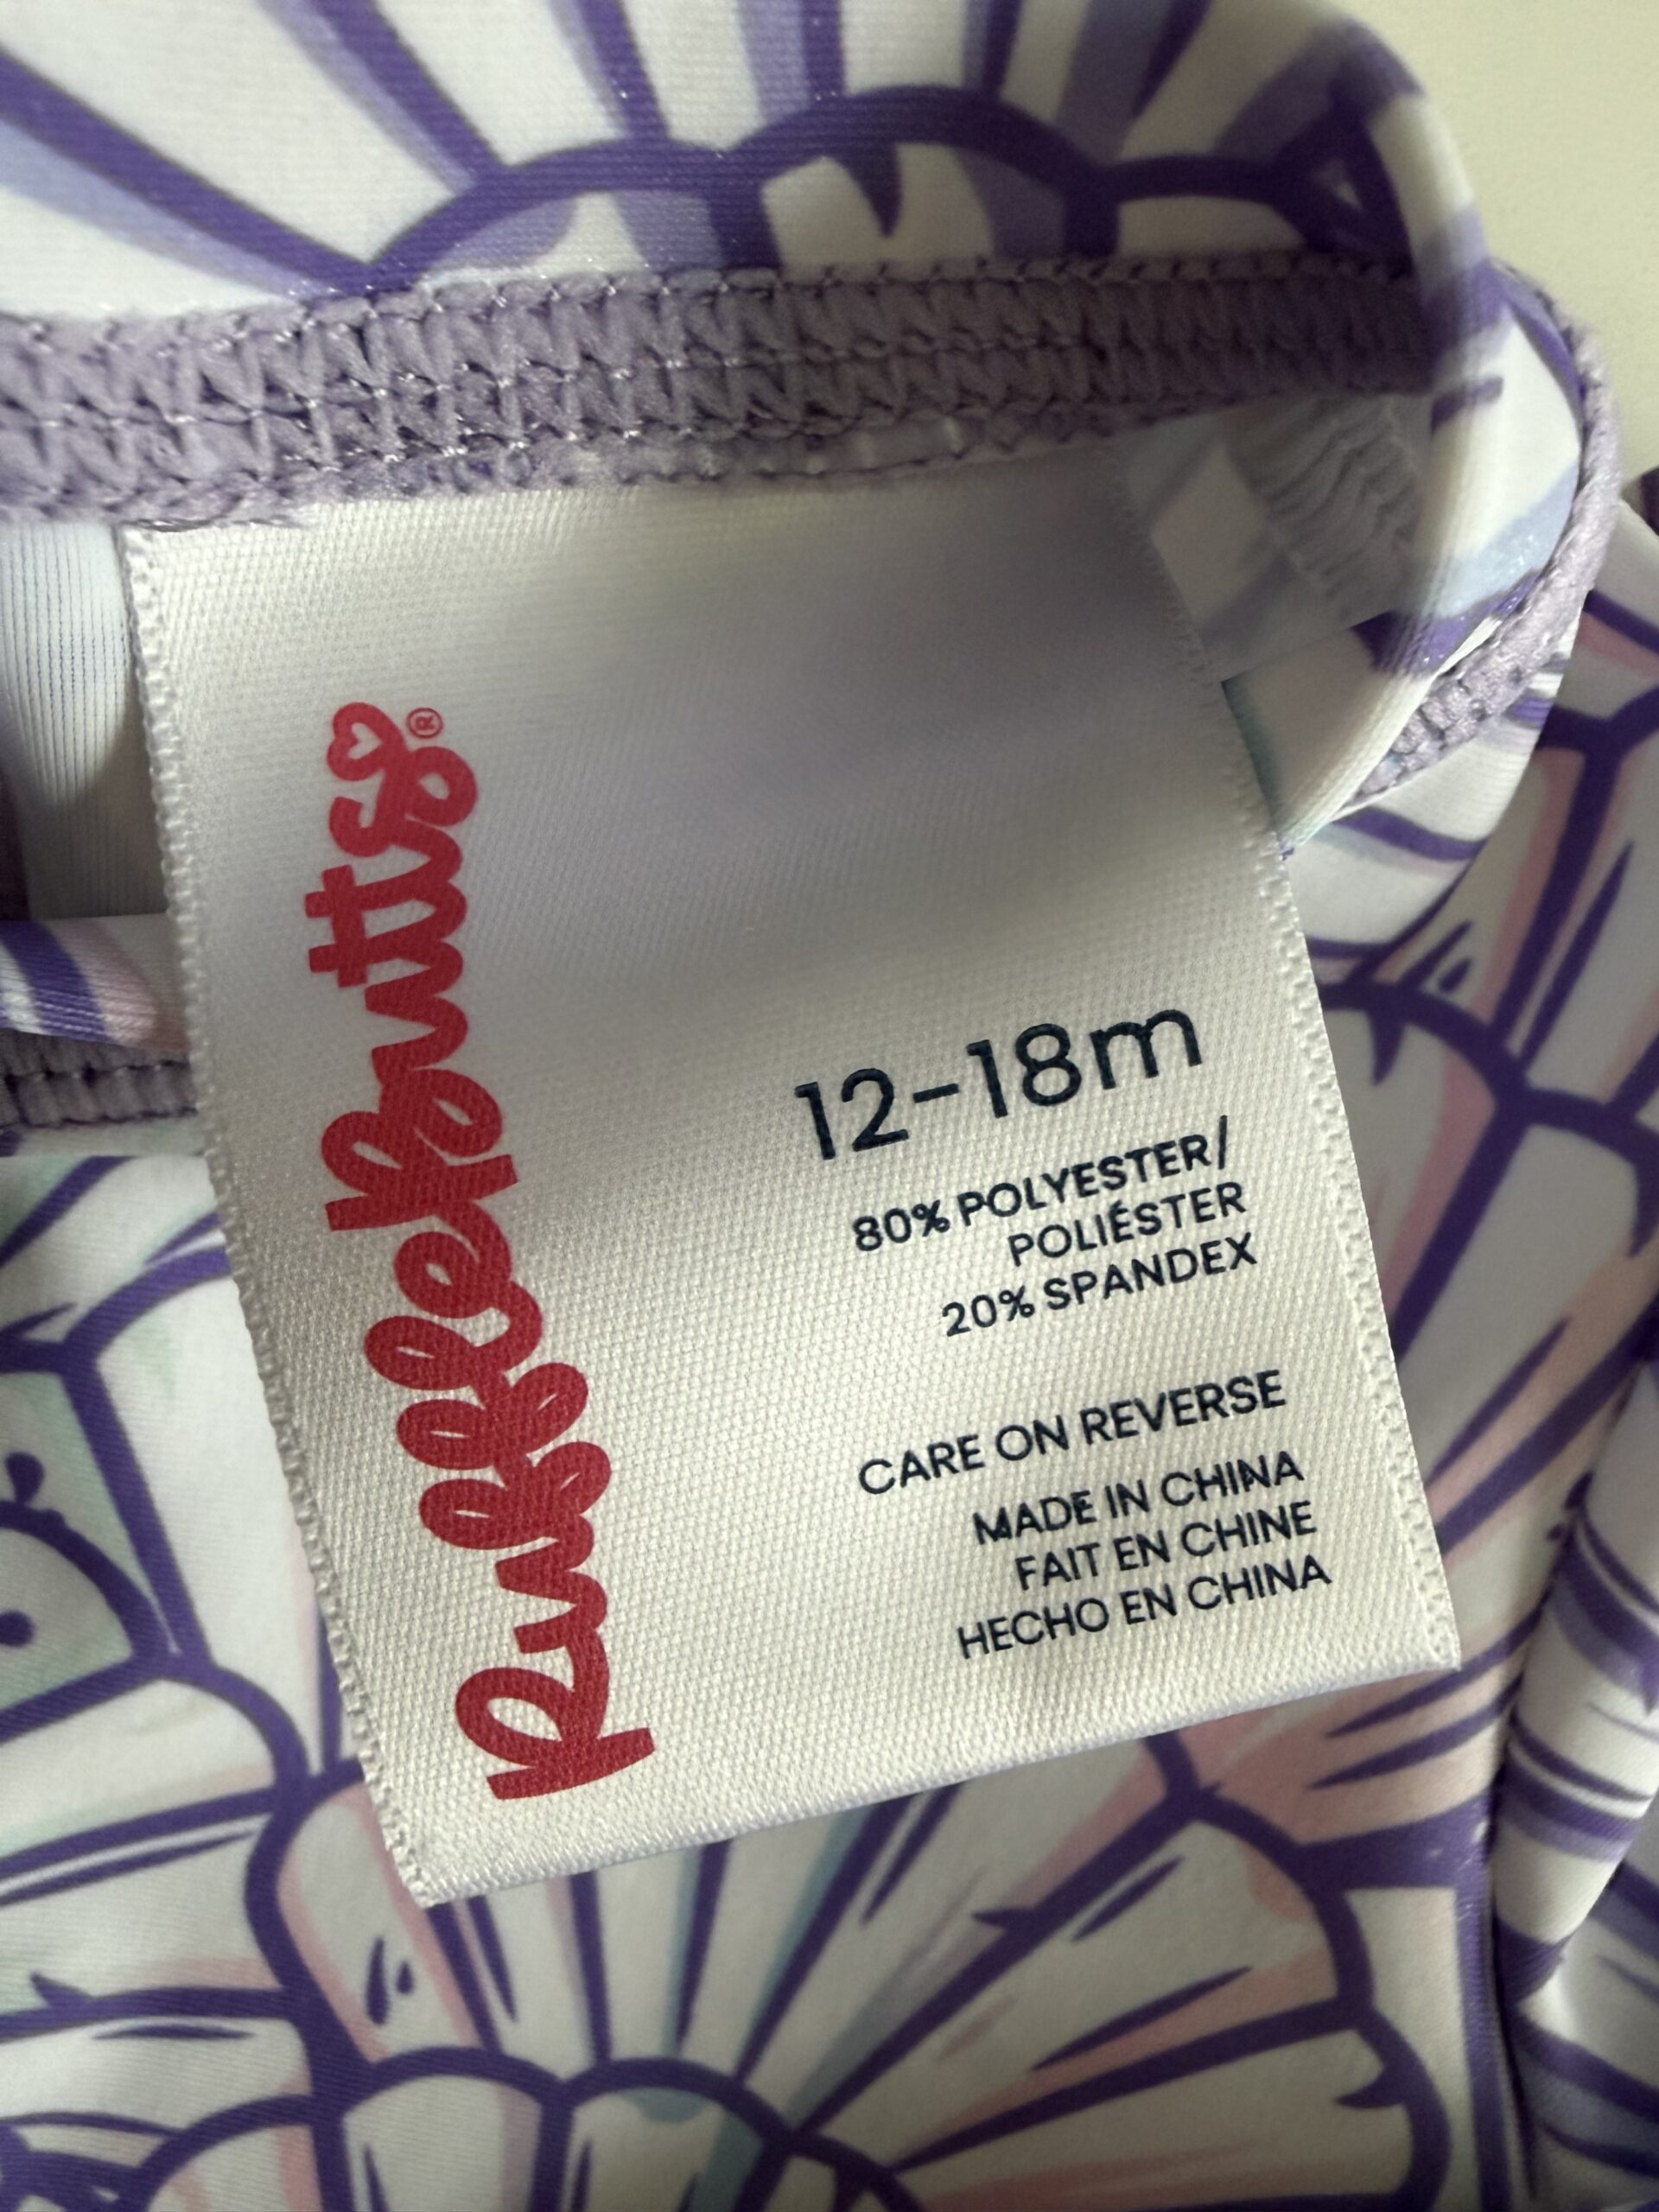 rufflebutts®
12-18m
80% POLYESTER/
POLIÉSTER
20% SPANDEX
CARE ON REVERSE
MADE IN CHINA
FAIT EN CHINE
HECHO EN CHINA